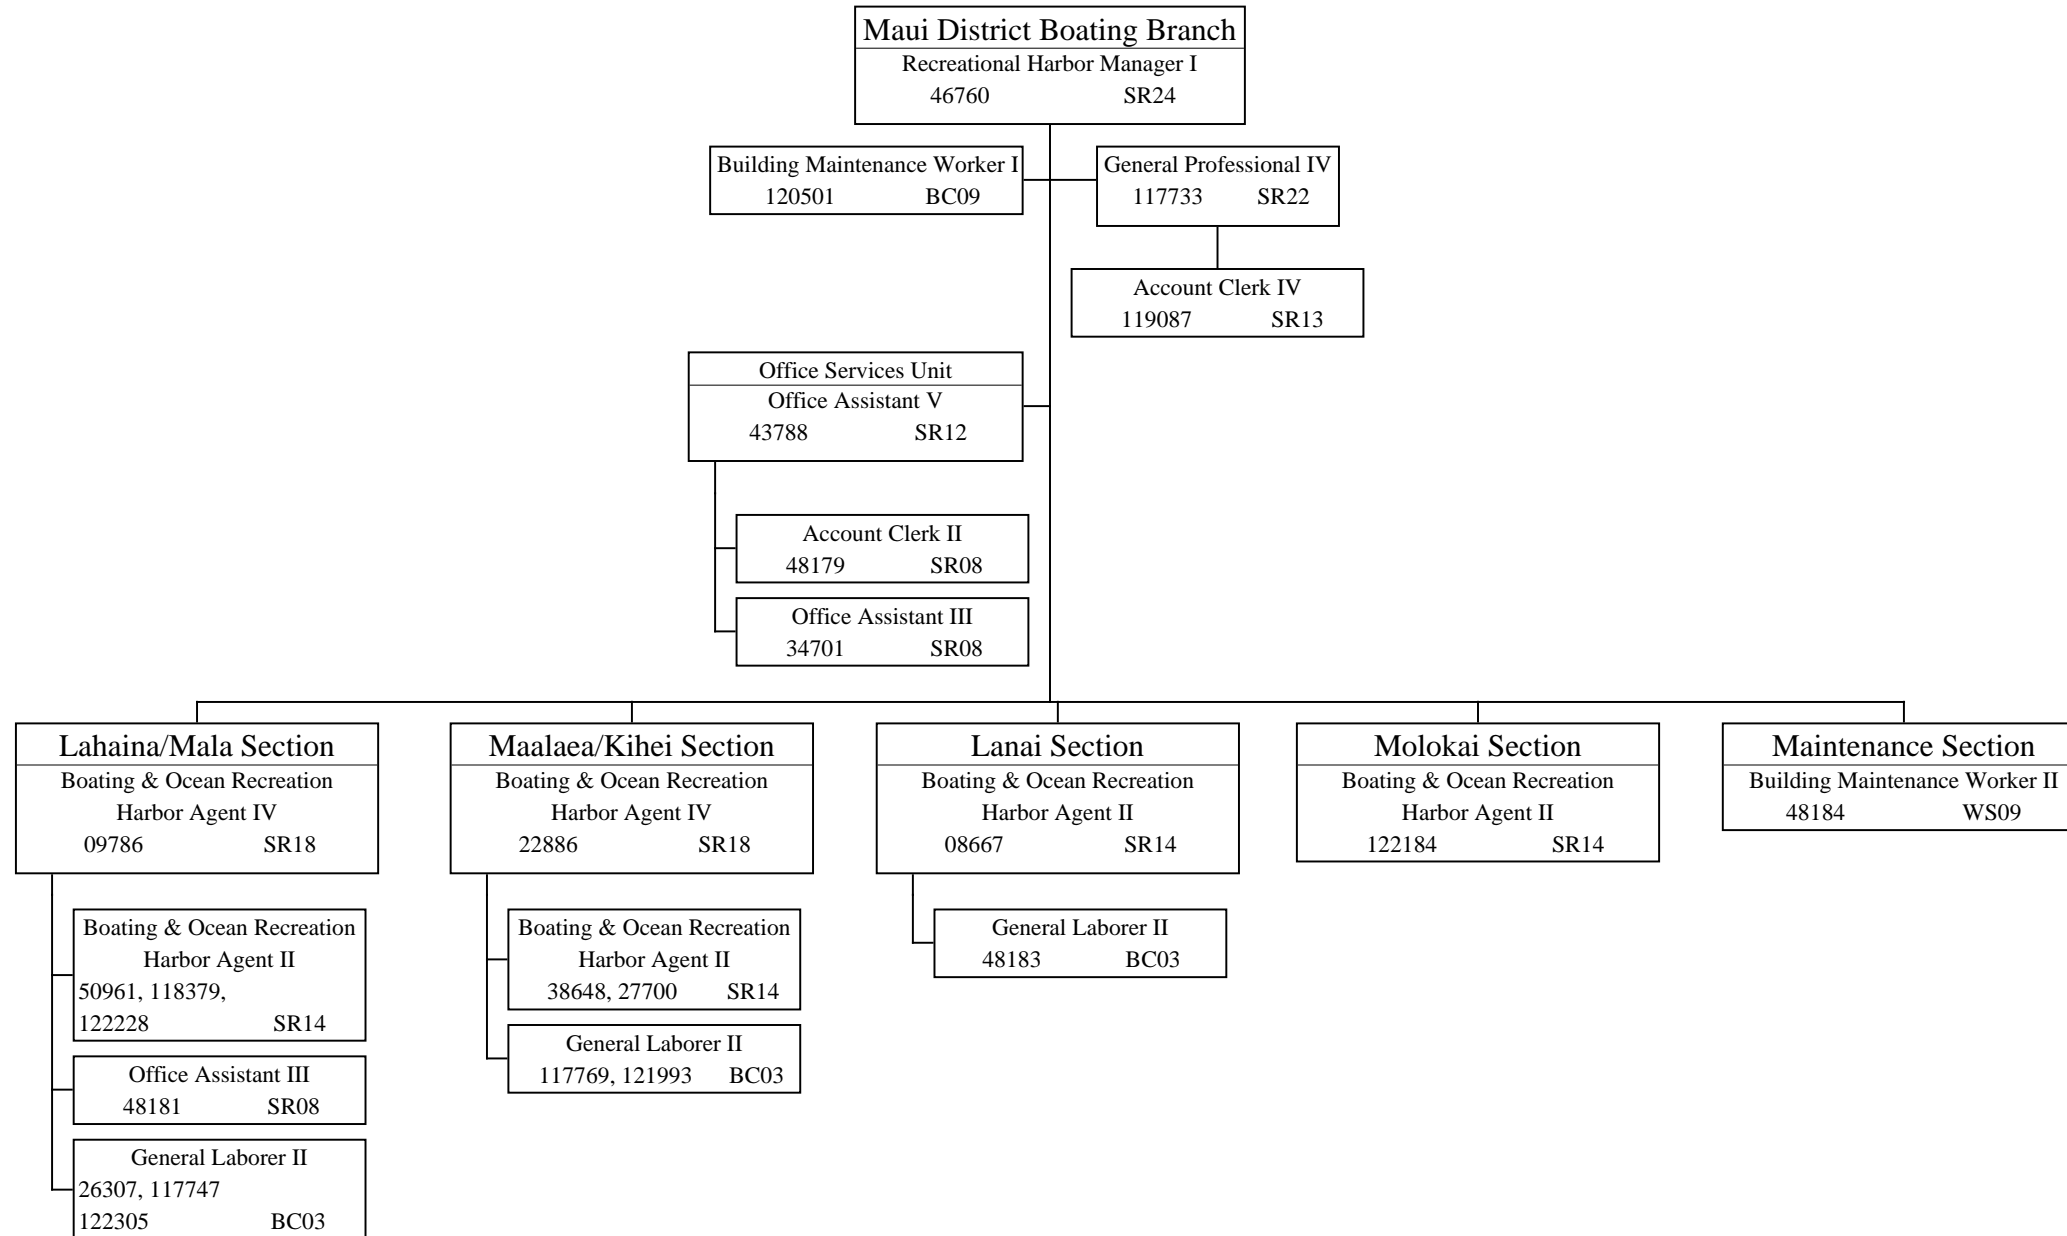 Maui District Boating Branch
Recreational Harbor Manager I
46760 SR24
Building Maintenance Worker I
120501 BC09
General Professional IV
117733 SR22
Account Clerk IV
119087 SR13
Office Services Unit
Office Assistant V
43788 SR12
Account Clerk II
48179 SR08
Office Assistant III
34701 SR08
Lahaina/Mala Section
Boating & Ocean Recreation
Harbor Agent IV
09786 SR18
Boating & Ocean Recreation
Harbor Agent II
50961, 118379,
122228 SR14
Office Assistant III
48181 SR08
General Laborer II
26307, 117747
122305 BC03
Maalaea/Kihei Section
Boating & Ocean Recreation
Harbor Agent IV
22886 SR18
Boating & Ocean Recreation
Harbor Agent II
38648, 27700 SR14
General Laborer II
117769, 121993 BC03
Lanai Section
Boating & Ocean Recreation
Harbor Agent II
08667 SR14
General Laborer II
48183 BC03
Molokai Section
Boating & Ocean Recreation
Harbor Agent II
122184 SR14
Maintenance Section
Building Maintenance Worker II
48184 WS09